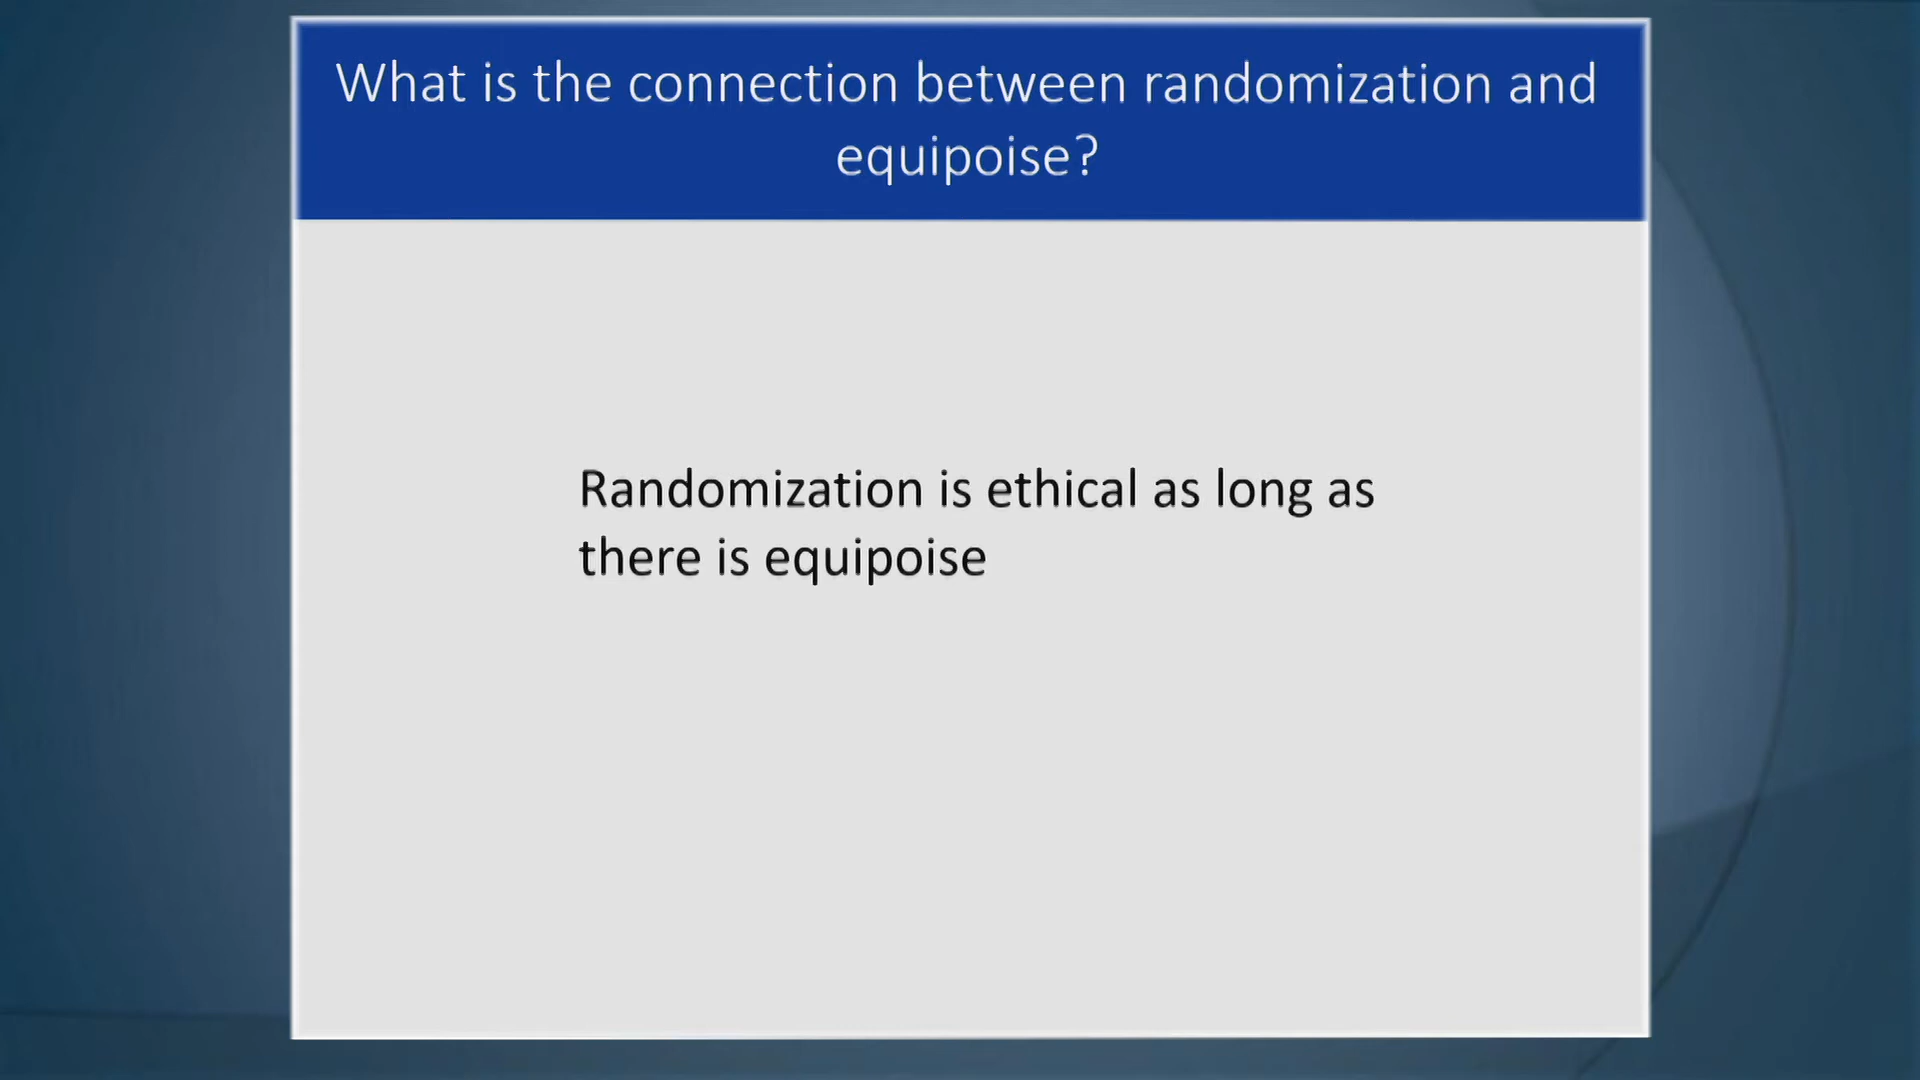 What is the connection between randomization and
equipoise?
Randomization is ethical as long as
there is equipoise